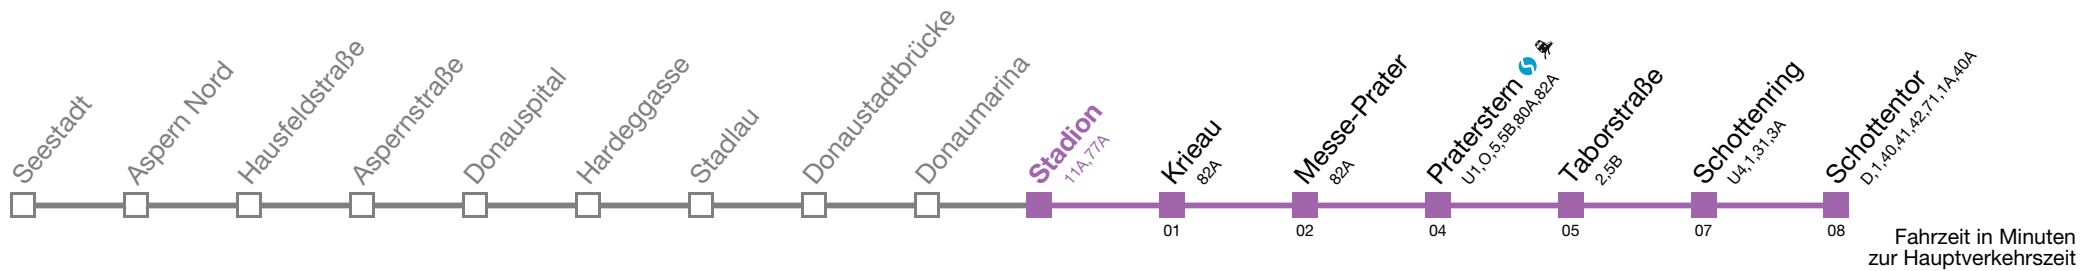 Seestadt
Aspern Nord
Hausfeldstraße
Aspernstraße
Donauspital
Hardeggasse
Stadlau
Donaustadtbrücke
Donaumarina
Stadion
11A,77A
Krieau
82A
Messe-Prater
82A
Praterstern
U1,O,5,5B,80A,82A
Taborstraße
2,5B
Schottenring
U4,1,31,3A
Schottentor
D,1,40,41,42,71,1A,40A
01
02
04
05
07
08
Fahrzeit in Minuten
zur Hauptverkehrszeit